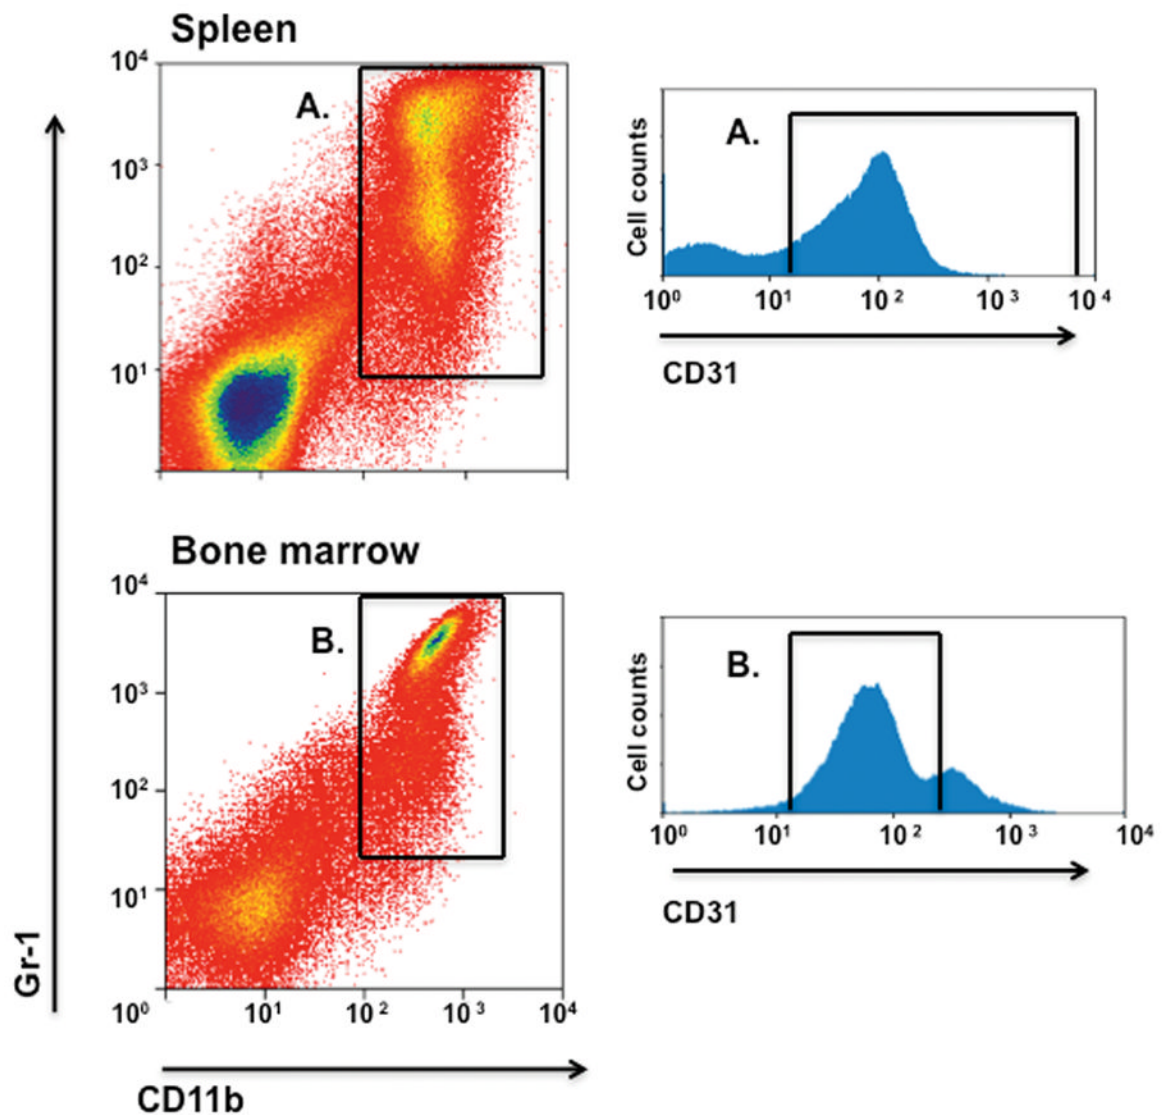 Spleen
10⁴
10³
10²
10¹
A.
A.
Cell counts
10⁰ 10¹ 10² 10³ 10⁴
CD31
Bone marrow
10⁴
10³
10²
10¹
10⁰ 10¹ 10² 10³ 10⁴
B.
Gr-1
CD11b
B.
Cell counts
10⁰ 10¹ 10² 10³ 10⁴
CD31